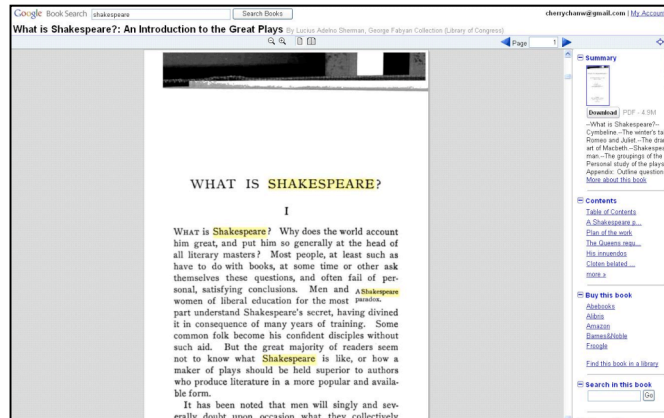 Google Book Search shakespeare Search Books cherrychanw@gmail.com | My Account
What is Shakespeare?: An Introduction to the Great Plays By Lucius Adelno Sherman, George Fabyan Collection (Library of Congress)
Page 1
WHAT IS SHAKESPEARE?
I
WHAT is Shakespeare? Why does the world account
him great, and put him so generally at the head of
all literary masters? Most people, at least such as
have to do with books, at some time or other ask
themselves these questions, and often fail of per-
sonal, satisfying conclusions. Men and
women of liberal education for the most
A Shakespeare
paradox.
part understand Shakespeare's secret, having divined
it in consequence of many years of training. Some
common folk become his confident disciples without
such aid. But the great majority of readers seem
not to know what Shakespeare is like, or how a
maker of plays should be held superior to authors
who produce literature in a more popular and availa-
ble form.
It has been noted that men will singly and sev-
erally doubt upon occasion what they collectively
Summary
Download PDF - 4.9M
--What is Shakespeare?--
Cymbeline.--The winter's ta
Romeo and Juliet.--The dra
art of Macbeth.--Shakespea
man.--The groupings of the
Personal study of the plays
Appendix: Outline question
More about this book
Contents
Table of Contents
A Shakespeare p...
Plan of the work
The Queens requ...
His innuendos
Cloten belated ...
more »
Buy this book
Abebooks
Alibris
Amazon
Barnes&Noble
Froogle
Find this book in a library
Search in this book
Go